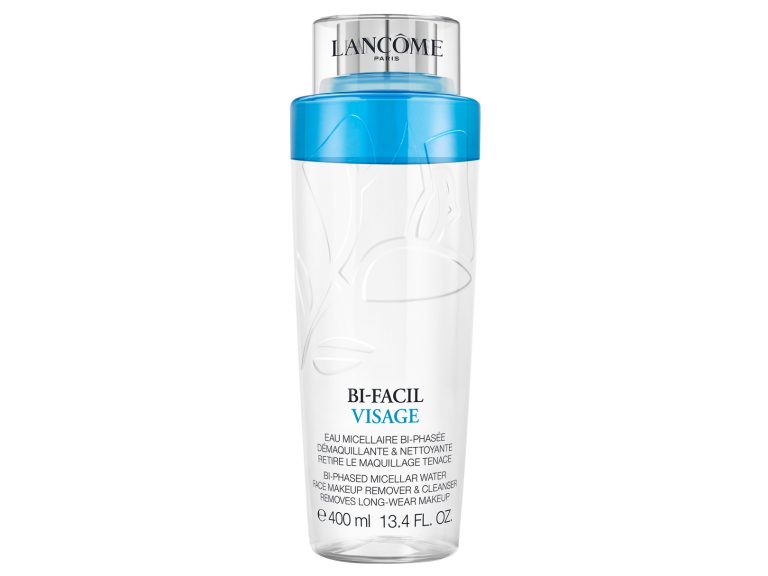 LANCÔME
PARIS
BI-FACIL
VISAGE
EAU MICELLAIRE BI-PHASÉE
DÉMAQUILLANTE & NETTOYANTE
RETIRE LE MAQUILLAGE TENACE
BI-PHASED MICELLAR WATER
FACE MAKEUP REMOVER & CLEANSER
REMOVES LONG-WEAR MAKEUP
℮400 ml 13.4 FL. OZ.